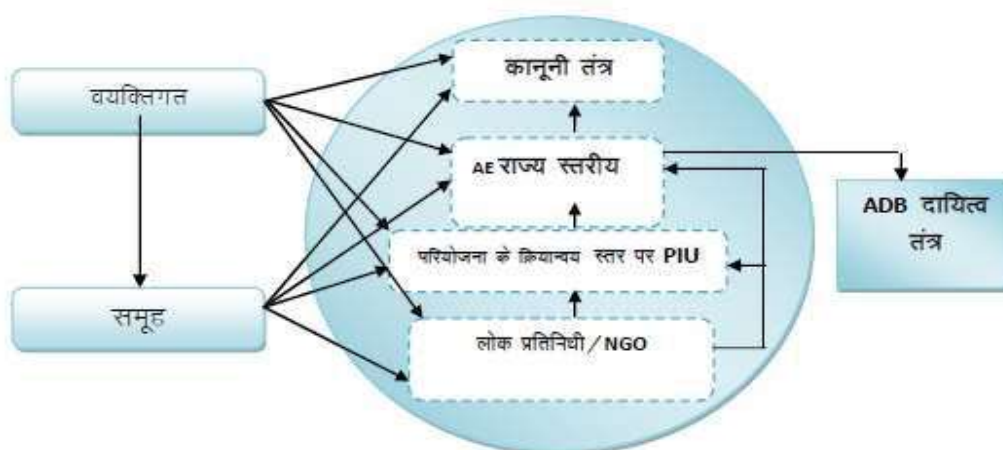 कानूनी तंत्र
वयक्तिगत
AE राज्य स्तरीय
ADB दायित्व
तंत्र
परियोजना के क्रियान्वय स्तर पर PIU
समूह
लोक प्रतिनिधी/NGO